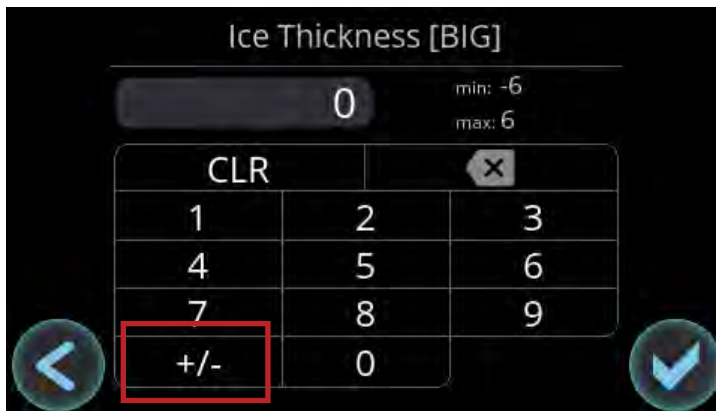 Ice Thickness [BIG]
0 min: -6
max: 6
CLR
1 2 3
4 5 6
7 8 9
+/- 0